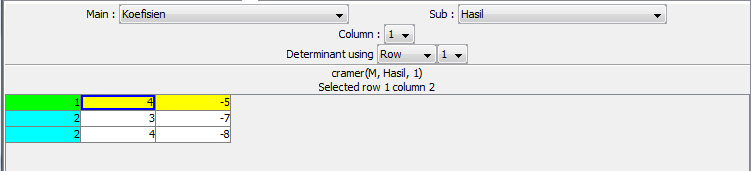 Main : Koefisien Sub : Hasil
Column : 1
Determinant using Row 1
cramer(M, Hasil, 1)
Selected row 1 column 2
1 4 -5
2 3 -7
2 4 -8